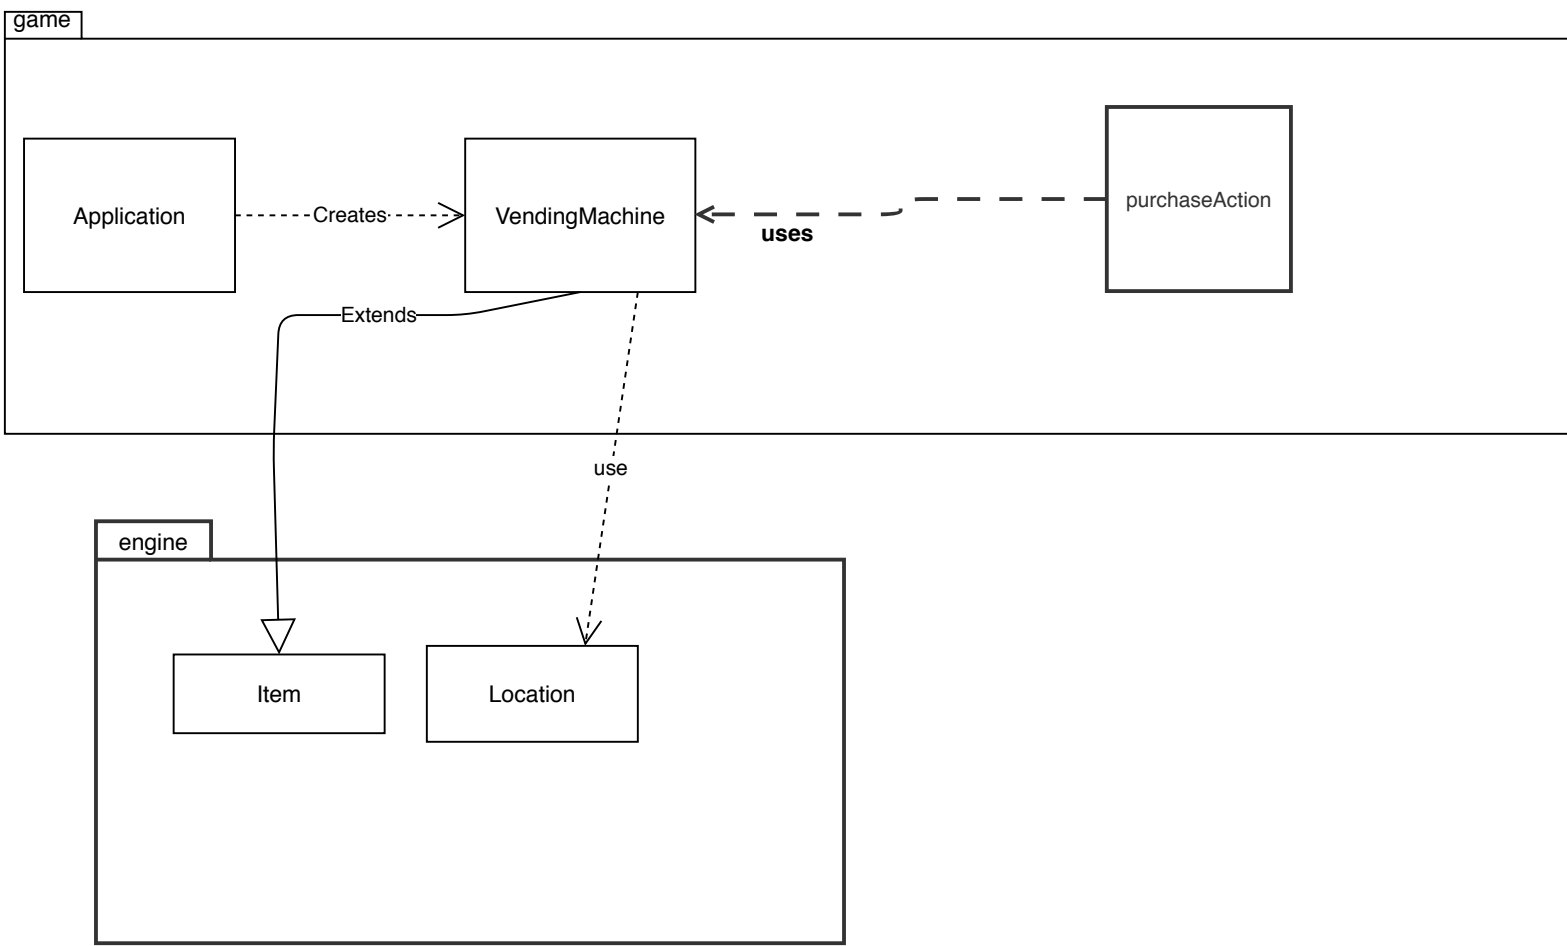 game
Application
Creates
VendingMachine
uses
purchaseAction
Extends
use
engine
Item
Location